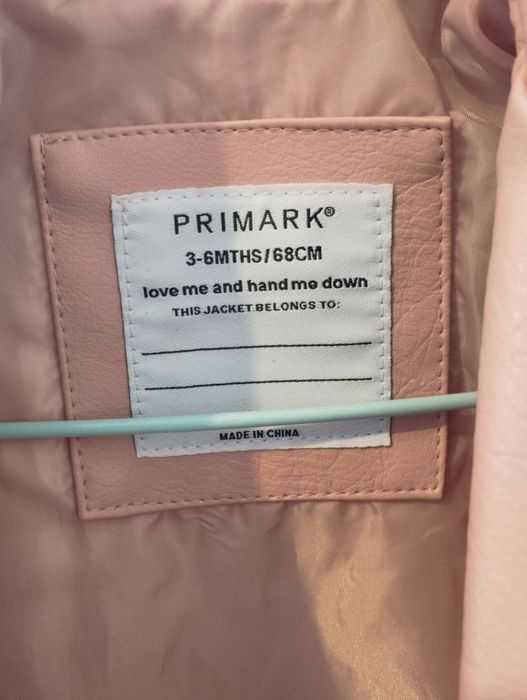 PRIMARK®
3-6MTHS/68CM
love me and hand me down
THIS JACKET BELONGS TO:
MADE IN CHINA